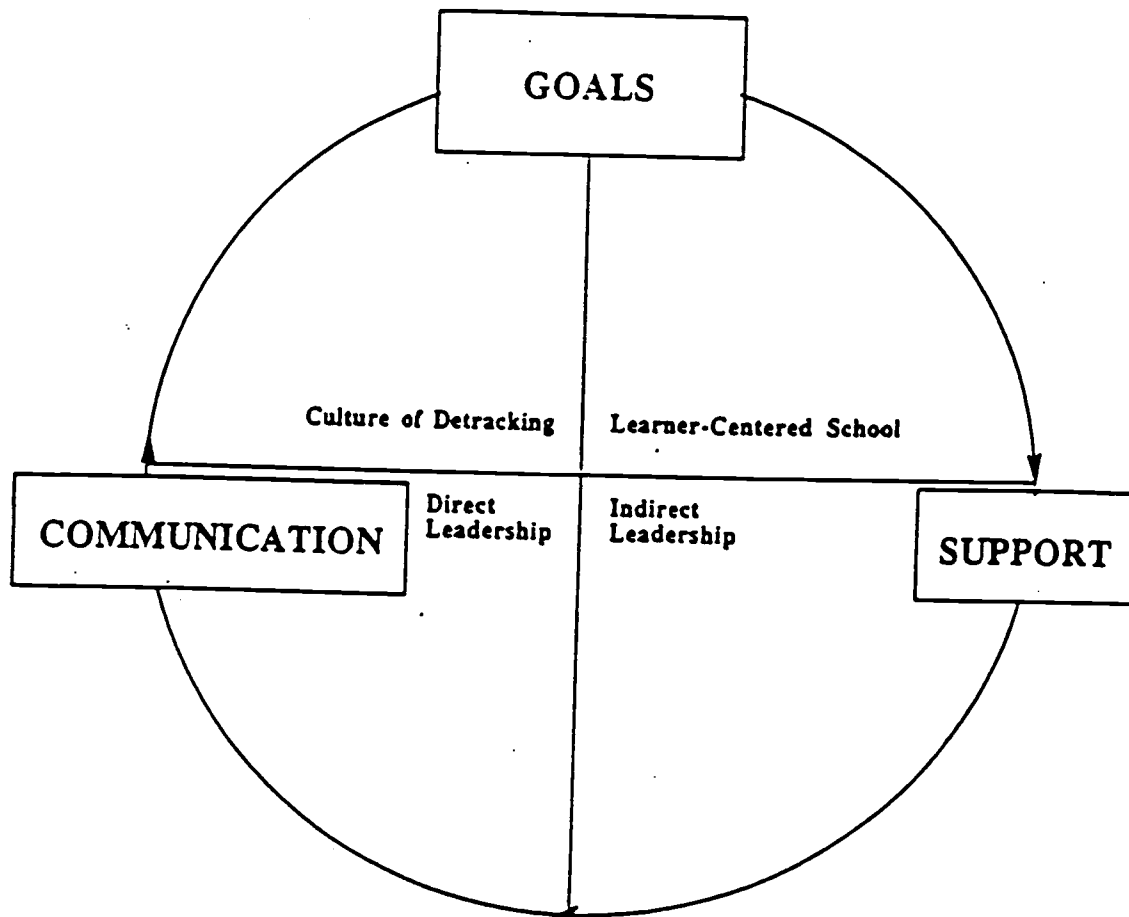 GOALS
Culture of Detracking
Learner-Centered School
COMMUNICATION
Direct
Leadership
Indirect
Leadership
SUPPORT